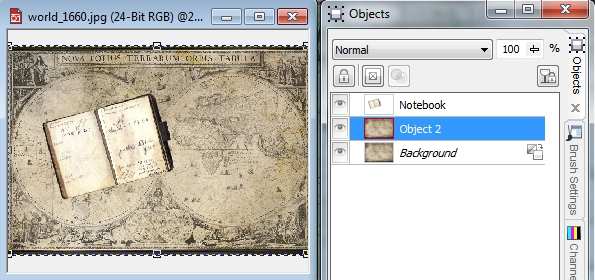 world_1660.jpg (24-Bit RGB) @2...
NOVA TOTIUS TERRARUM ORBIS TABULA
Objects
Normal
100
%
Notebook
Object 2
Background
Objects
Brush Settings
Channe